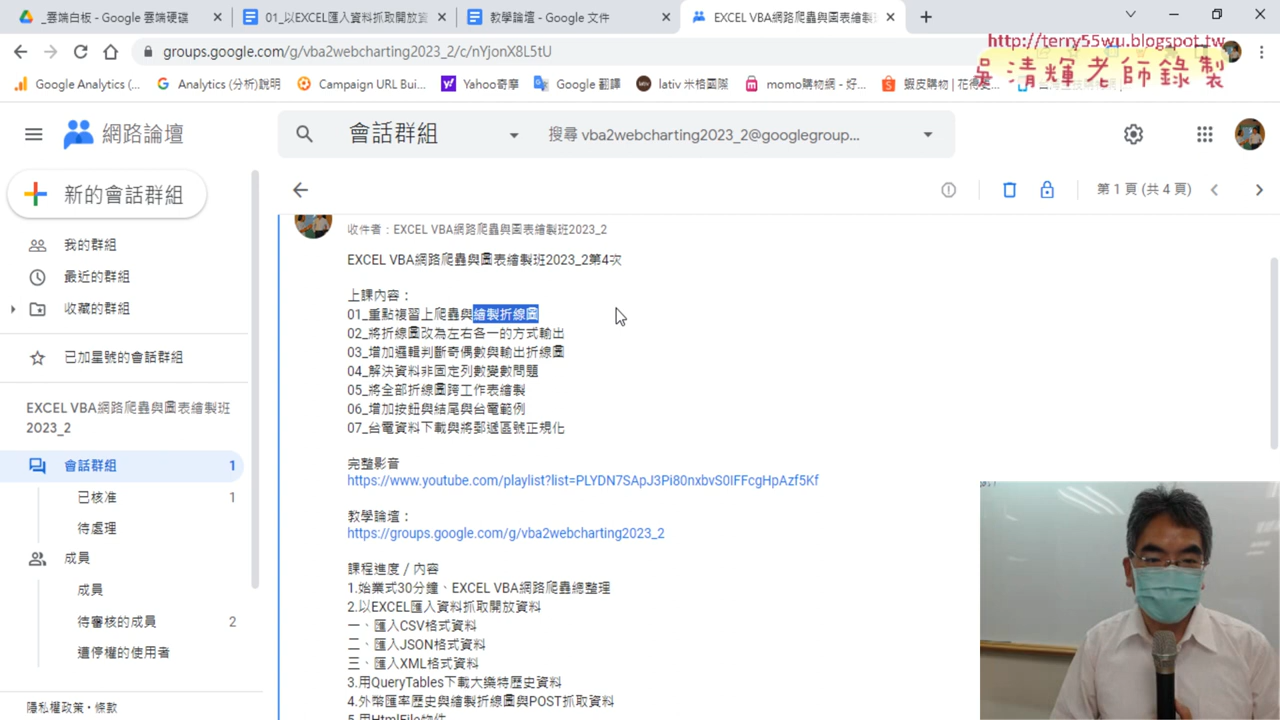 _雲端白板 - Google 雲端硬碟
01_以EXCEL匯入資料抓取開放資
教學論壇 - Google 文件
EXCEL VBA網路爬蟲與圖表繪製
groups.google.com/g/vba2webcharting2023_2/c/nYjonX8L5tU
http://terry55wu.blogspot.tw
吳清輝老師錄製
Google Analytics (...
Analytics (分析)說明
Campaign URL Bui...
Yahoo奇摩
Google 翻譯
lativ 米格國際
momo購物網 - 好...
網路論壇
會話群組
搜尋 vba2webcharting2023_2@googlegroup...
新的會話群組
第 1 頁 (共 4 頁)
我的群組
最近的群組
收藏的群組
已加星號的會話群組
EXCEL VBA網路爬蟲與圖表繪製班
2023_2
會話群組 1
已核准 1
待處理
成員
成員
待審核的成員 2
遭停權的使用者
隱私權政策 • 條款
收件者：EXCEL VBA網路爬蟲與圖表繪製班2023_2
EXCEL VBA網路爬蟲與圖表繪製班2023_2第4次
上課內容：
01_重點複習上爬蟲與繪製折線圖
02_將折線圖改為左右各一的方式輸出
03_增加邏輯判斷奇偶數與輸出折線圖
04_解決資料非固定列數變數問題
05_將全部折線圖跨工作表繪製
06_增加按鈕與結尾與台電範例
07_台電資料下載與將郵遞區號正規化
完整影音
https://www.youtube.com/playlist?list=PLYDN7SApJ3Pi80nxbvS0IFFcgHpAzf5Kf
教學論壇：
https://groups.google.com/g/vba2webcharting2023_2
課程進度 / 內容
1.始業式30分鐘、EXCEL VBA網路爬蟲總整理
2.以EXCEL匯入資料抓取開放資料
一、匯入CSV格式資料
二、匯入JSON格式資料
三、匯入XML格式資料
3.用QueryTables下載大樂特歷史資料
4.外幣匯率歷史與繪製折線圖與POST抓取資料
5.用HtmlFile物件